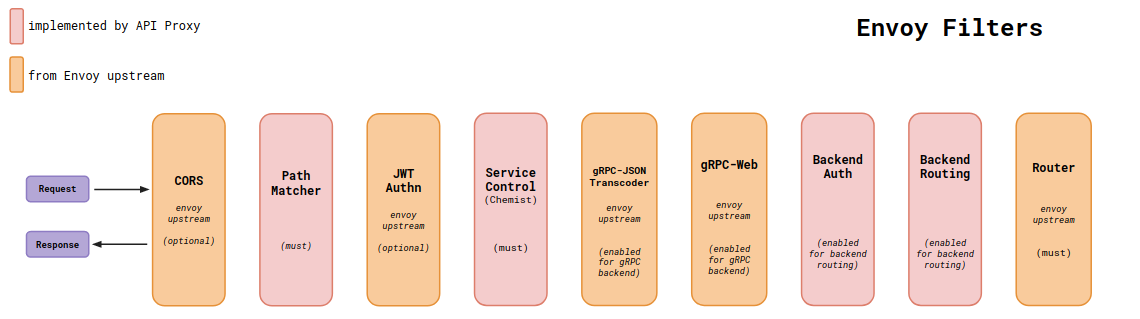 implemented by API Proxy
Envoy Filters
from Envoy upstream
Request
Response
CORS
envoy
upstream
(optional)
Path
Matcher
(must)
JWT
Authn
envoy
upstream
(optional)
Service
Control
(Chemist)
(must)
gRPC-JSON
Transcoder
envoy
upstream
(enabled
for gRPC
backend)
gRPC-Web
envoy
upstream
(enabled
for gRPC
backend)
Backend
Auth
(enabled
for backend
routing)
Backend
Routing
(enabled
for backend
routing)
Router
envoy
upstream
(must)